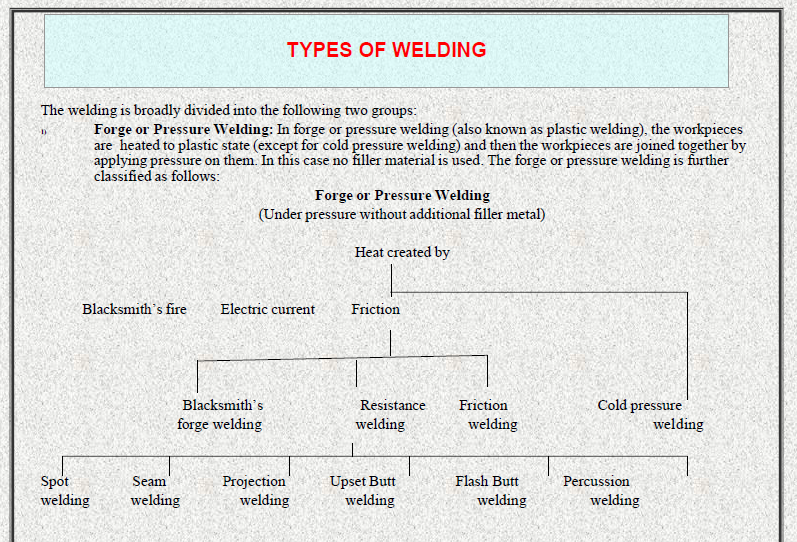 TYPES OF WELDING
The welding is broadly divided into the following two groups:
1) Forge or Pressure Welding: In forge or pressure welding (also known as plastic welding), the workpieces
are heated to plastic state (except for cold pressure welding) and then the workpieces are joined together by
applying pressure on them. In this case no filler material is used. The forge or pressure welding is further
classified as follows:
Forge or Pressure Welding
(Under pressure without additional filler metal)
Heat created by
Blacksmith's fire Electric current Friction
Blacksmith's Resistance Friction Cold pressure
forge welding welding welding welding
Spot Seam Projection Upset Butt Flash Butt Percussion
welding welding welding welding welding welding